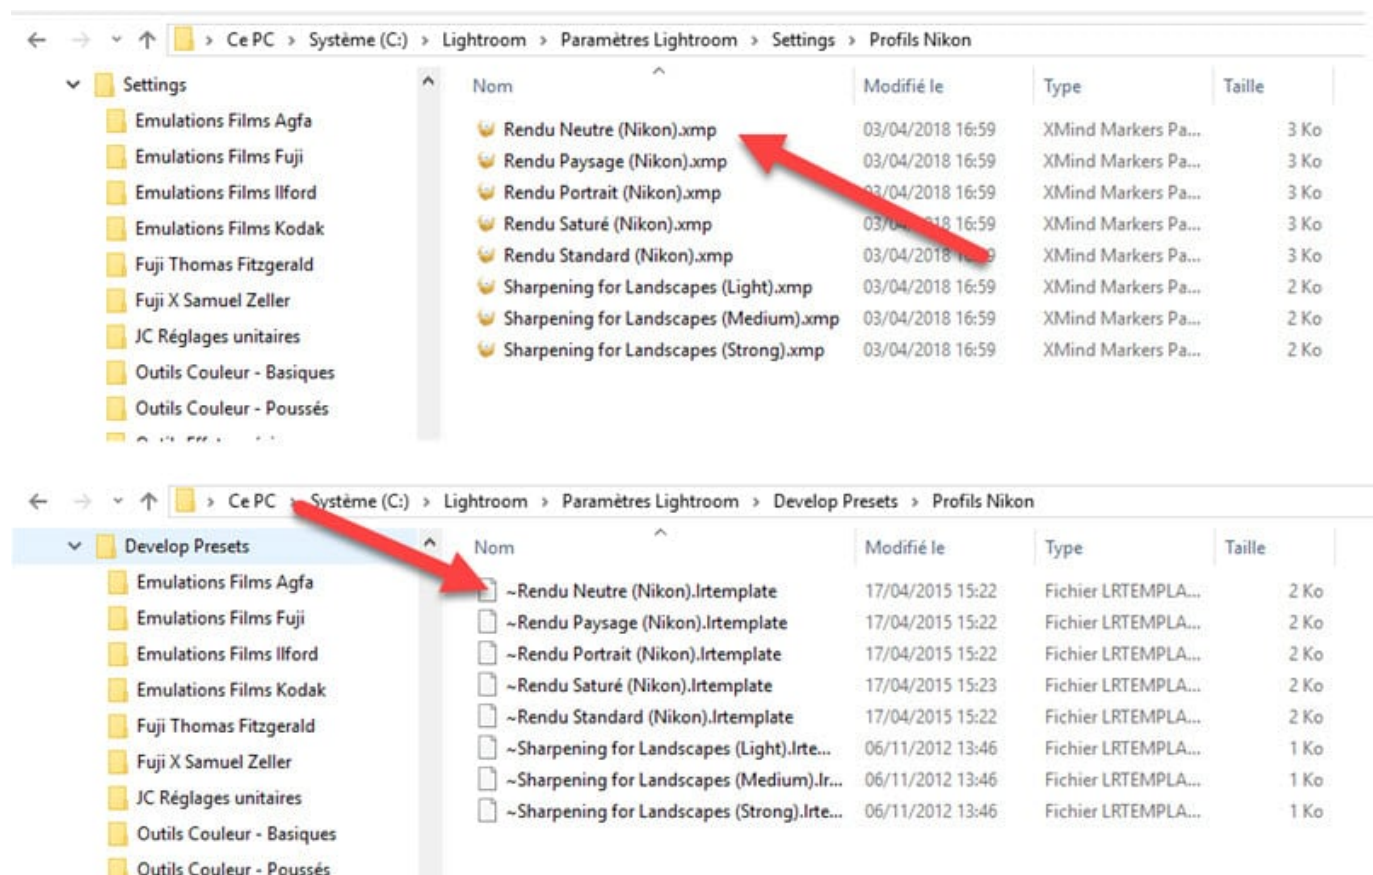 Ce PC > Système (C:) > Lightroom > Paramètres Lightroom > Settings > Profils Nikon
Settings
Emulations Films Agfa
Emulations Films Fuji
Emulations Films Ilford
Emulations Films Kodak
Fuji Thomas Fitzgerald
Fuji X Samuel Zeller
JC Réglages unitaires
Outils Couleur - Basiques
Outils Couleur - Poussés
Nom Modifié le Type Taille
Rendu Neutre (Nikon).xmp 03/04/2018 16:59 XMind Markers Pa... 3 Ko
Rendu Paysage (Nikon).xmp 03/04/2018 16:59 XMind Markers Pa... 3 Ko
Rendu Portrait (Nikon).xmp 03/04/2018 16:59 XMind Markers Pa... 3 Ko
Rendu Saturé (Nikon).xmp 03/04/2018 16:59 XMind Markers Pa... 3 Ko
Rendu Standard (Nikon).xmp 03/04/2018 XMind Markers Pa... 3 Ko
Sharpening for Landscapes (Light).xmp 03/04/2018 16:59 XMind Markers Pa... 2 Ko
Sharpening for Landscapes (Medium).xmp 03/04/2018 16:59 XMind Markers Pa... 2 Ko
Sharpening for Landscapes (Strong).xmp 03/04/2018 16:59 XMind Markers Pa... 2 Ko
Ce PC > Système (C:) > Lightroom > Paramètres Lightroom > Develop Presets > Profils Nikon
Develop Presets
Emulations Films Agfa
Emulations Films Fuji
Emulations Films Ilford
Emulations Films Kodak
Fuji Thomas Fitzgerald
Fuji X Samuel Zeller
JC Réglages unitaires
Outils Couleur - Basiques
Outils Couleur - Poussés
Nom Modifié le Type Taille
~Rendu Neutre (Nikon).lrtemplate 17/04/2015 15:22 Fichier LRTEMPLA... 2 Ko
~Rendu Paysage (Nikon).lrtemplate 17/04/2015 15:22 Fichier LRTEMPLA... 2 Ko
~Rendu Portrait (Nikon).lrtemplate 17/04/2015 15:22 Fichier LRTEMPLA... 2 Ko
~Rendu Saturé (Nikon).lrtemplate 17/04/2015 15:23 Fichier LRTEMPLA... 2 Ko
~Rendu Standard (Nikon).lrtemplate 17/04/2015 15:22 Fichier LRTEMPLA... 2 Ko
~Sharpening for Landscapes (Light).lrte... 06/11/2012 13:46 Fichier LRTEMPLA... 1 Ko
~Sharpening for Landscapes (Medium).lr... 06/11/2012 13:46 Fichier LRTEMPLA... 1 Ko
~Sharpening for Landscapes (Strong).lrte... 06/11/2012 13:46 Fichier LRTEMPLA... 1 Ko